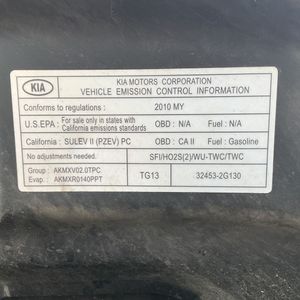 KIA
KIA MOTORS CORPORATION
VEHICLE EMISSION CONTROL INFORMATION
Conforms to regulations : 2010 MY
U.S.EPA : For sale only in states with California emissions standards OBD : N/A Fuel : N/A
California : SULEV II (PZEV) PC OBD : CA II Fuel : Gasoline
No adjustments needed. SFI/HO2S(2)/WU-TWC/TWC
Group : AKMXV02.0TPC
Evap. : AKMXR0140PPT
TG13 32453-2G130